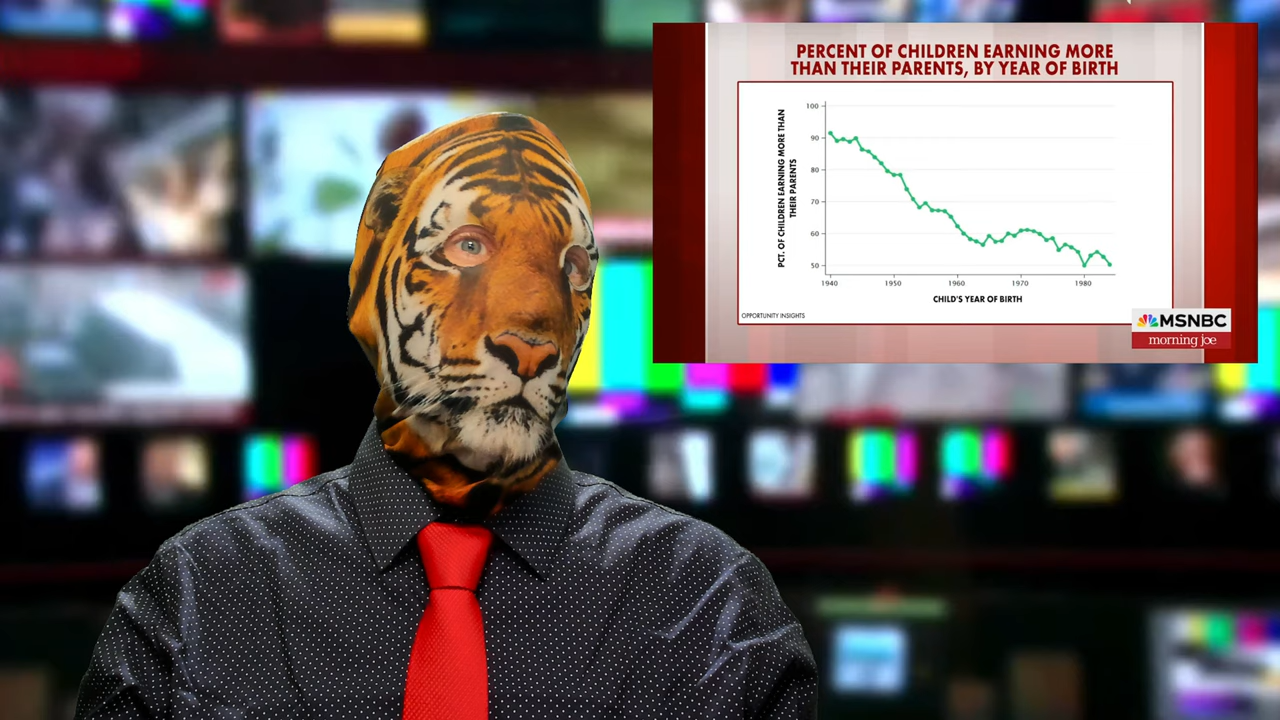 PERCENT OF CHILDREN EARNING MORE
THAN THEIR PARENTS, BY YEAR OF BIRTH
PCT. OF CHILDREN EARNING MORE THAN
THEIR PARENTS
100
90
80
70
60
50
1940
1950
1960
1970
1980
CHILD'S YEAR OF BIRTH
OPPORTUNITY INSIGHTS
MSNBC
morning joe